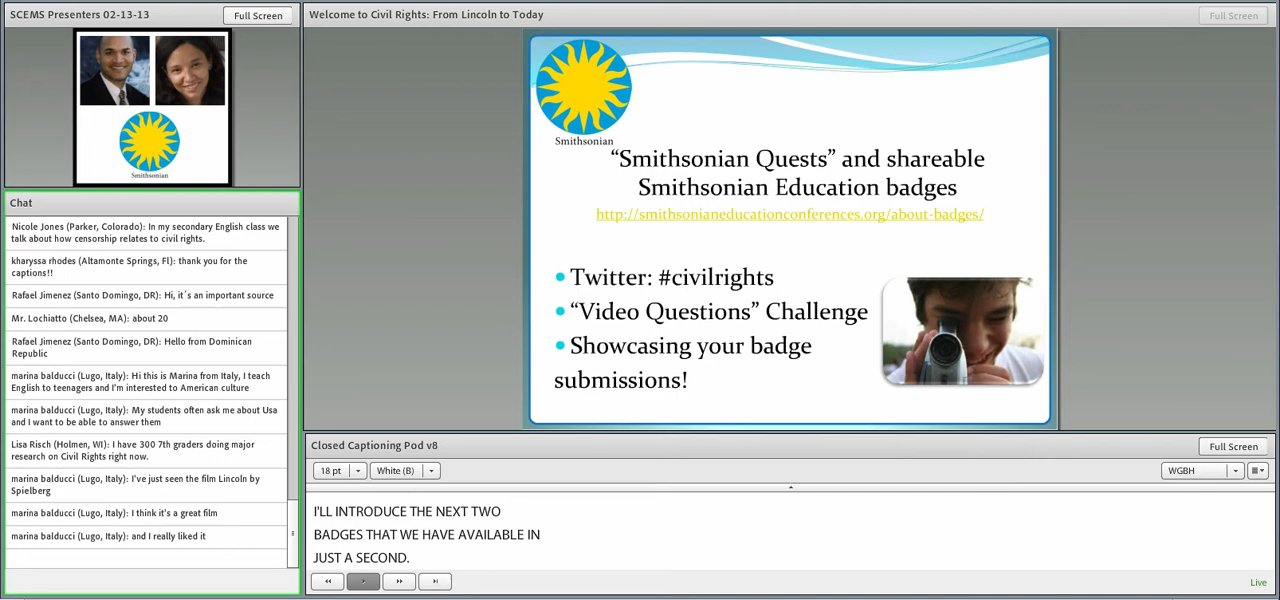 SCEMS Presenters 02-13-13
Full Screen
Smithsonian
Chat
Nicole Jones (Parker, Colorado): In my secondary English class we
talk about how censorship relates to civil rights.
kharyssa rhodes (Altamonte Springs, Fl): thank you for the
captions!!
Rafael Jimenez (Santo Domingo, DR): Hi, it´s an important source
Mr. Lochiatto (Chelsea, MA): about 20
Rafael Jimenez (Santo Domingo, DR): Hello from Dominican
Republic
marina balducci (Lugo, Italy): Hi this is Marina from Italy, I teach
English to teenagers and I'm interested to American culture
marina balducci (Lugo, Italy): My students often ask me about Usa
and I want to be able to answer them
Lisa Risch (Holmen, WI): I have 300 7th graders doing major
research on Civil Rights right now.
marina balducci (Lugo, Italy): I've just seen the film Lincoln by
Spielberg
marina balducci (Lugo, Italy): I think it's a great film
marina balducci (Lugo, Italy): and I really liked it
Welcome to Civil Rights: From Lincoln to Today
Full Screen
Smithsonian
“Smithsonian Quests” and shareable
Smithsonian Education badges
http://smithsonianeducationconferences.org/about-badges/
Twitter: #civilrights
“Video Questions” Challenge
Showcasing your badge
submissions!
Closed Captioning Pod v8
Full Screen
18 pt
White (B)
WGBH
I'LL INTRODUCE THE NEXT TWO
BADGES THAT WE HAVE AVAILABLE IN
JUST A SECOND.
Live